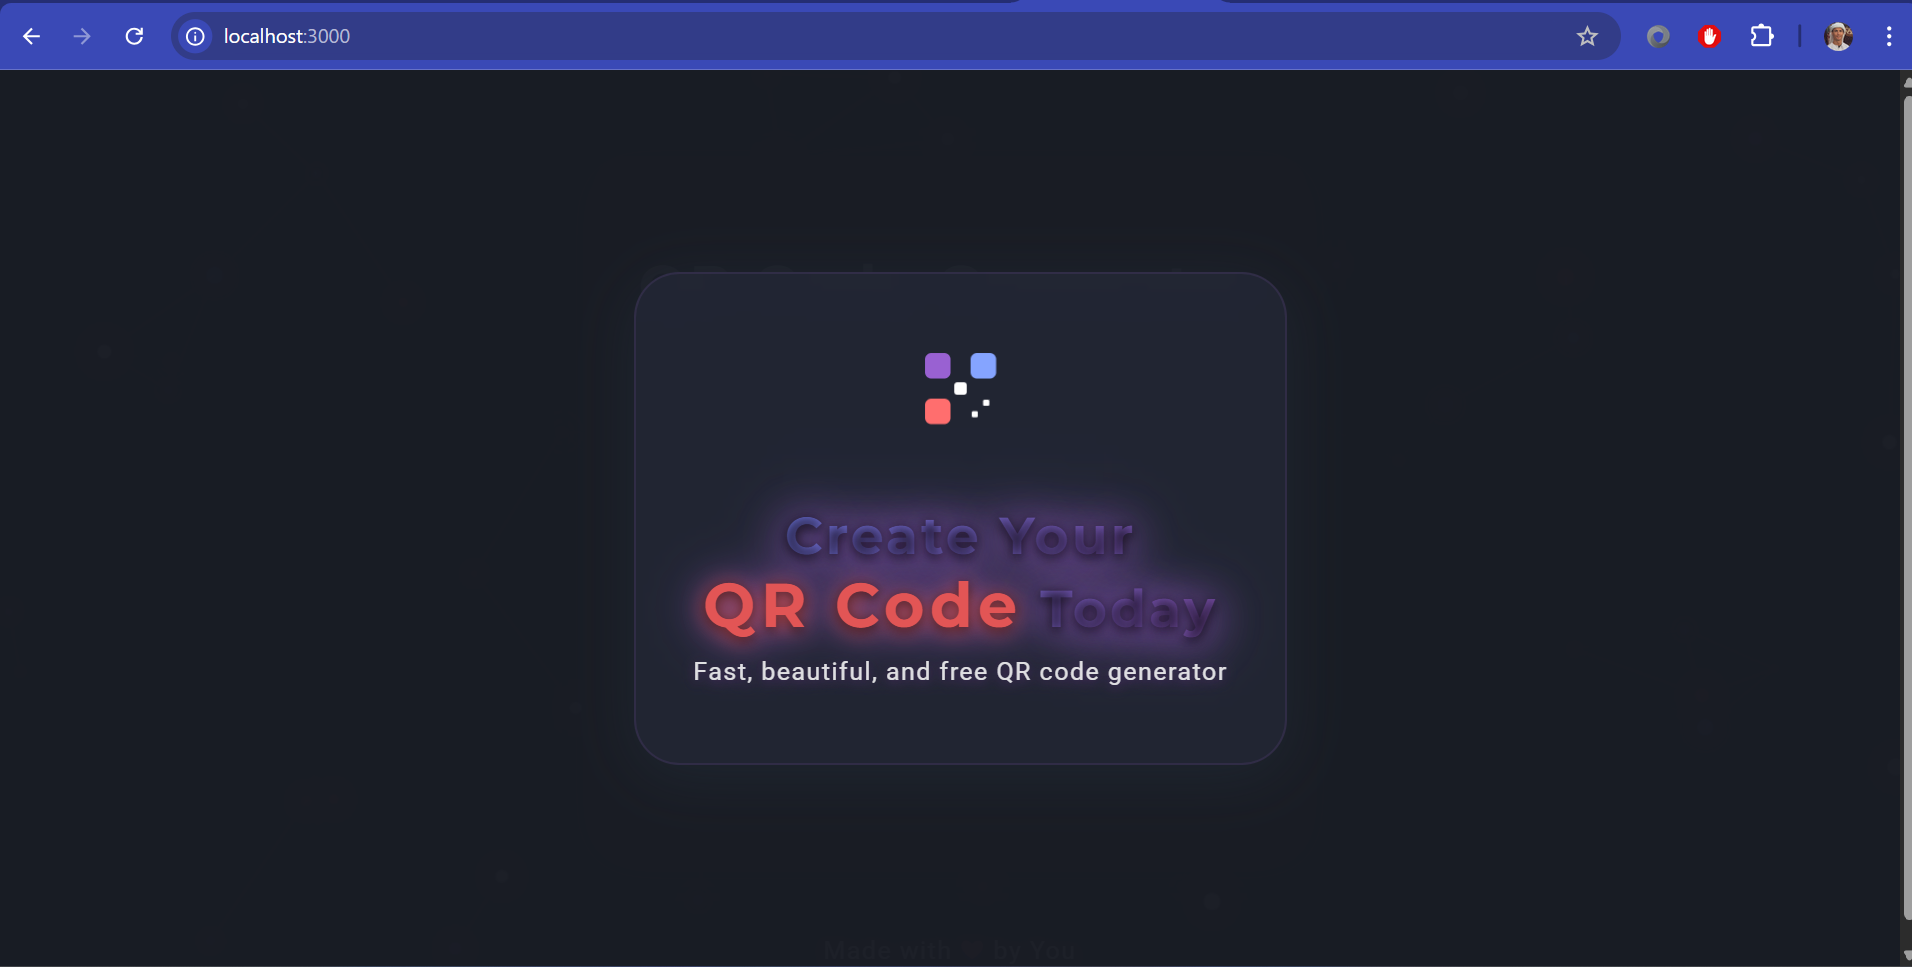 localhost:3000
Create Your
QR Code Today
Fast, beautiful, and free QR code generator
Made with ❤ by You